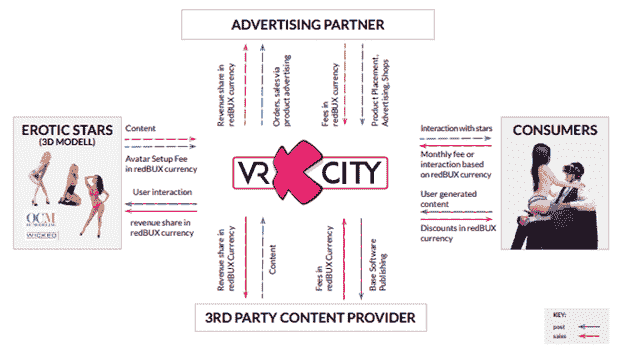 ADVERTISING PARTNER
Revenue share in
redBUX currency
Orders, sales via
product advertising
Fees in
redBUX currency
Product Placement,
Advertising, Shops
EROTIC STARS
(3D MODELL)
OCM
WICKED
Content
Avatar Setup Fee
in redBUX currency
User interaction
revenue share in
redBUX currency
VR X CITY
Interaction with stars
Monthly fee or
interaction based
on redBUX currency
User generated
content
Discounts in redBUX
currency
CONSUMERS
Revenue share in
redBUX Currency
Content
Fees in
redBUX Currency
Base Software
Publishing
3RD PARTY CONTENT PROVIDER
KEY:
post
sales